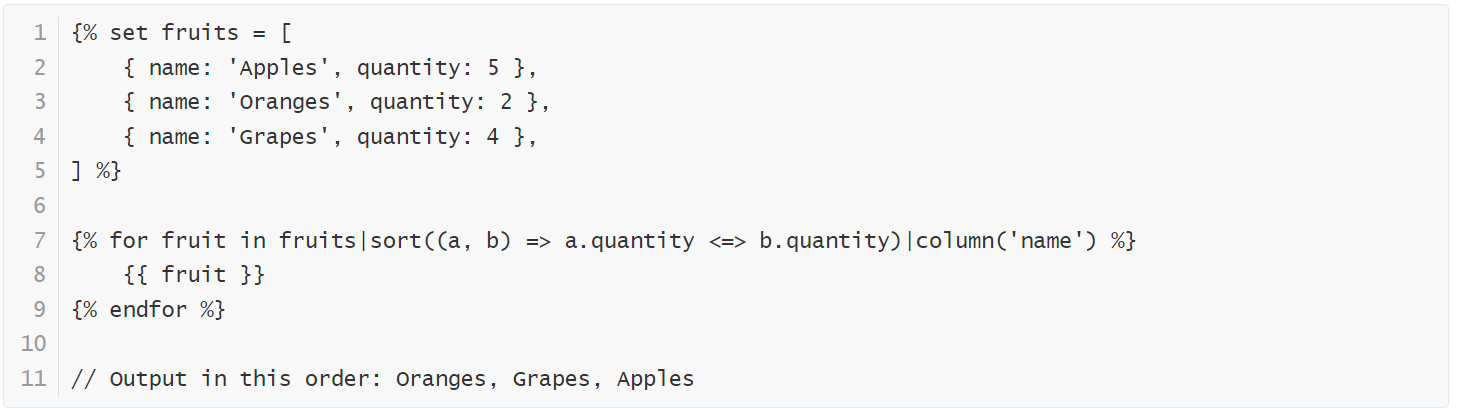 1 {% set fruits = [
2     { name: 'Apples', quantity: 5 },
3     { name: 'Oranges', quantity: 2 },
4     { name: 'Grapes', quantity: 4 },
5 ] %}
6
7 {% for fruit in fruits|sort((a, b) => a.quantity <=> b.quantity)|column('name') %}
8     {{ fruit }}
9 {% endfor %}
10
11 // Output in this order: Oranges, Grapes, Apples